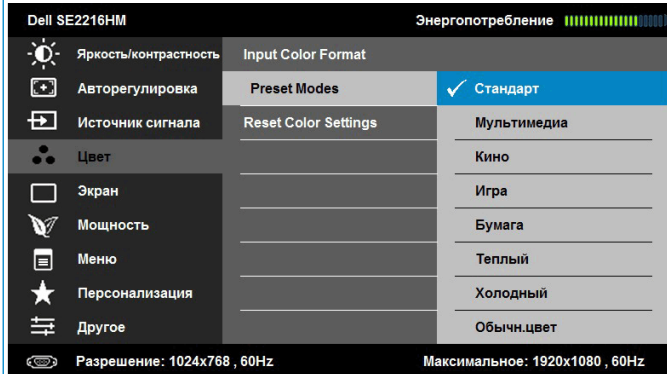 Dell SE2216HM Энергопотребление
Яркость/контрастность Input Color Format
Авторегулировка Preset Modes Стандарт
Источник сигнала Reset Color Settings Мультимедиа
Цвет Кино
Экран Игра
Мощность Бумага
Меню Теплый
Персонализация Холодный
Другое Обычн.цвет
Разрешение: 1024x768 , 60Hz Максимальное: 1920x1080 , 60Hz